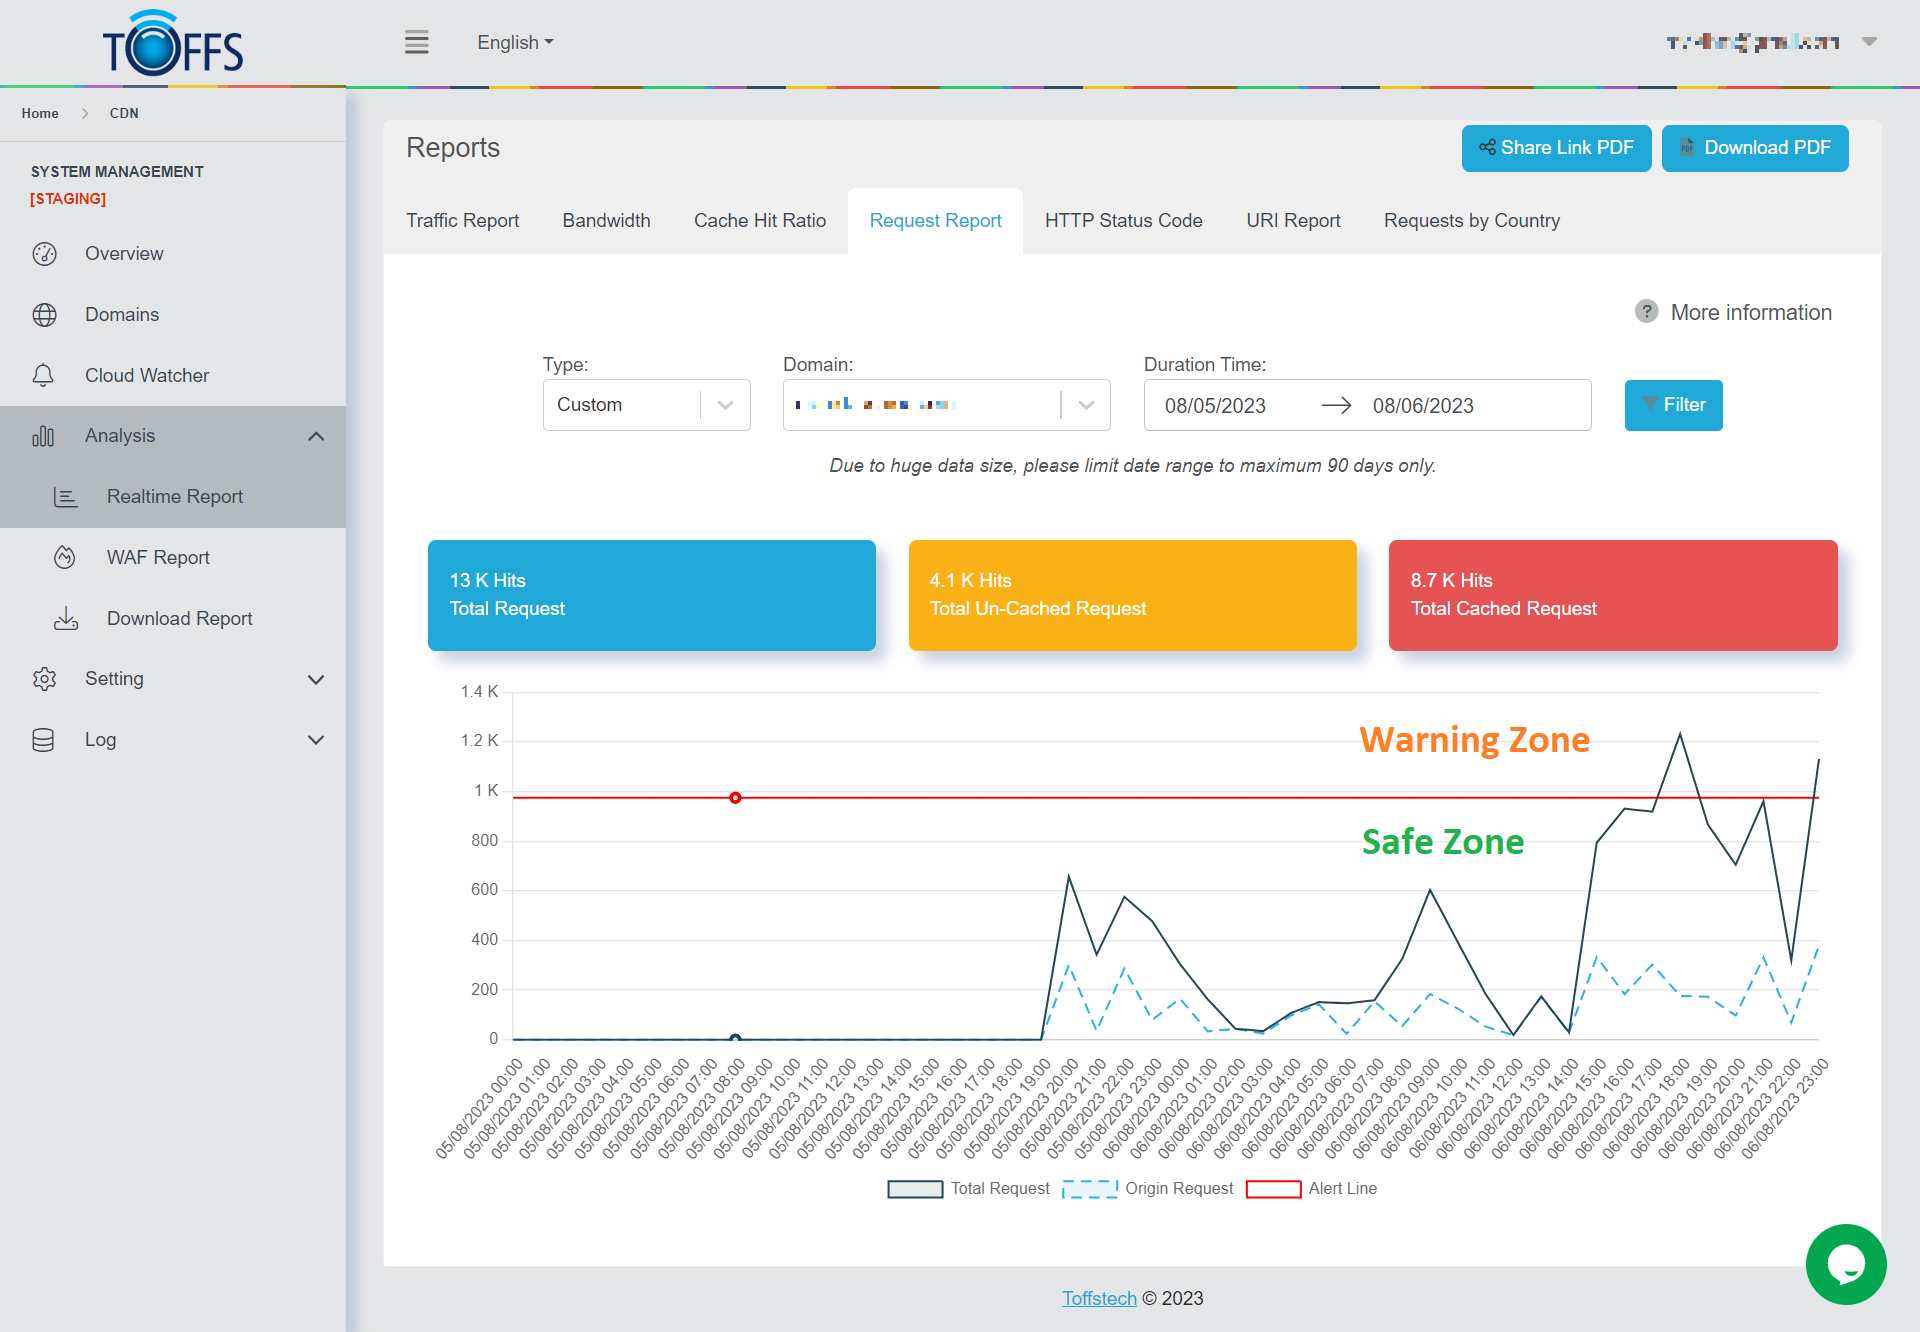 TOFFS
English
Home > CDN
SYSTEM MANAGEMENT
[STAGING]
Overview
Domains
Cloud Watcher
Analysis
Realtime Report
WAF Report
Download Report
Setting
Log
Reports
Share Link PDF
PDF Download PDF
Traffic Report Bandwidth Cache Hit Ratio Request Report HTTP Status Code URI Report Requests by Country
? More information
Type: Domain: Duration Time:
Custom 08/05/2023 → 08/06/2023 Filter
Due to huge data size, please limit date range to maximum 90 days only.
13 K Hits
Total Request
4.1 K Hits
Total Un-Cached Request
8.7 K Hits
Total Cached Request
1.4 K
1.2 K
1 K
800
600
400
200
0
Warning Zone
Safe Zone
05/08/2023 00:00
05/08/2023 01:00
05/08/2023 02:00
05/08/2023 03:00
05/08/2023 04:00
05/08/2023 05:00
05/08/2023 06:00
05/08/2023 07:00
05/08/2023 08:00
05/08/2023 09:00
05/08/2023 10:00
05/08/2023 11:00
05/08/2023 12:00
05/08/2023 13:00
05/08/2023 14:00
05/08/2023 15:00
05/08/2023 16:00
05/08/2023 17:00
05/08/2023 18:00
05/08/2023 19:00
05/08/2023 20:00
05/08/2023 21:00
05/08/2023 22:00
05/08/2023 23:00
06/08/2023 00:00
06/08/2023 01:00
06/08/2023 02:00
06/08/2023 03:00
06/08/2023 04:00
06/08/2023 05:00
06/08/2023 06:00
06/08/2023 07:00
06/08/2023 08:00
06/08/2023 09:00
06/08/2023 10:00
06/08/2023 11:00
06/08/2023 12:00
06/08/2023 13:00
06/08/2023 14:00
06/08/2023 15:00
06/08/2023 16:00
06/08/2023 17:00
06/08/2023 18:00
06/08/2023 19:00
06/08/2023 20:00
06/08/2023 21:00
06/08/2023 22:00
06/08/2023 23:00
Total Request Origin Request Alert Line
Toffstech © 2023